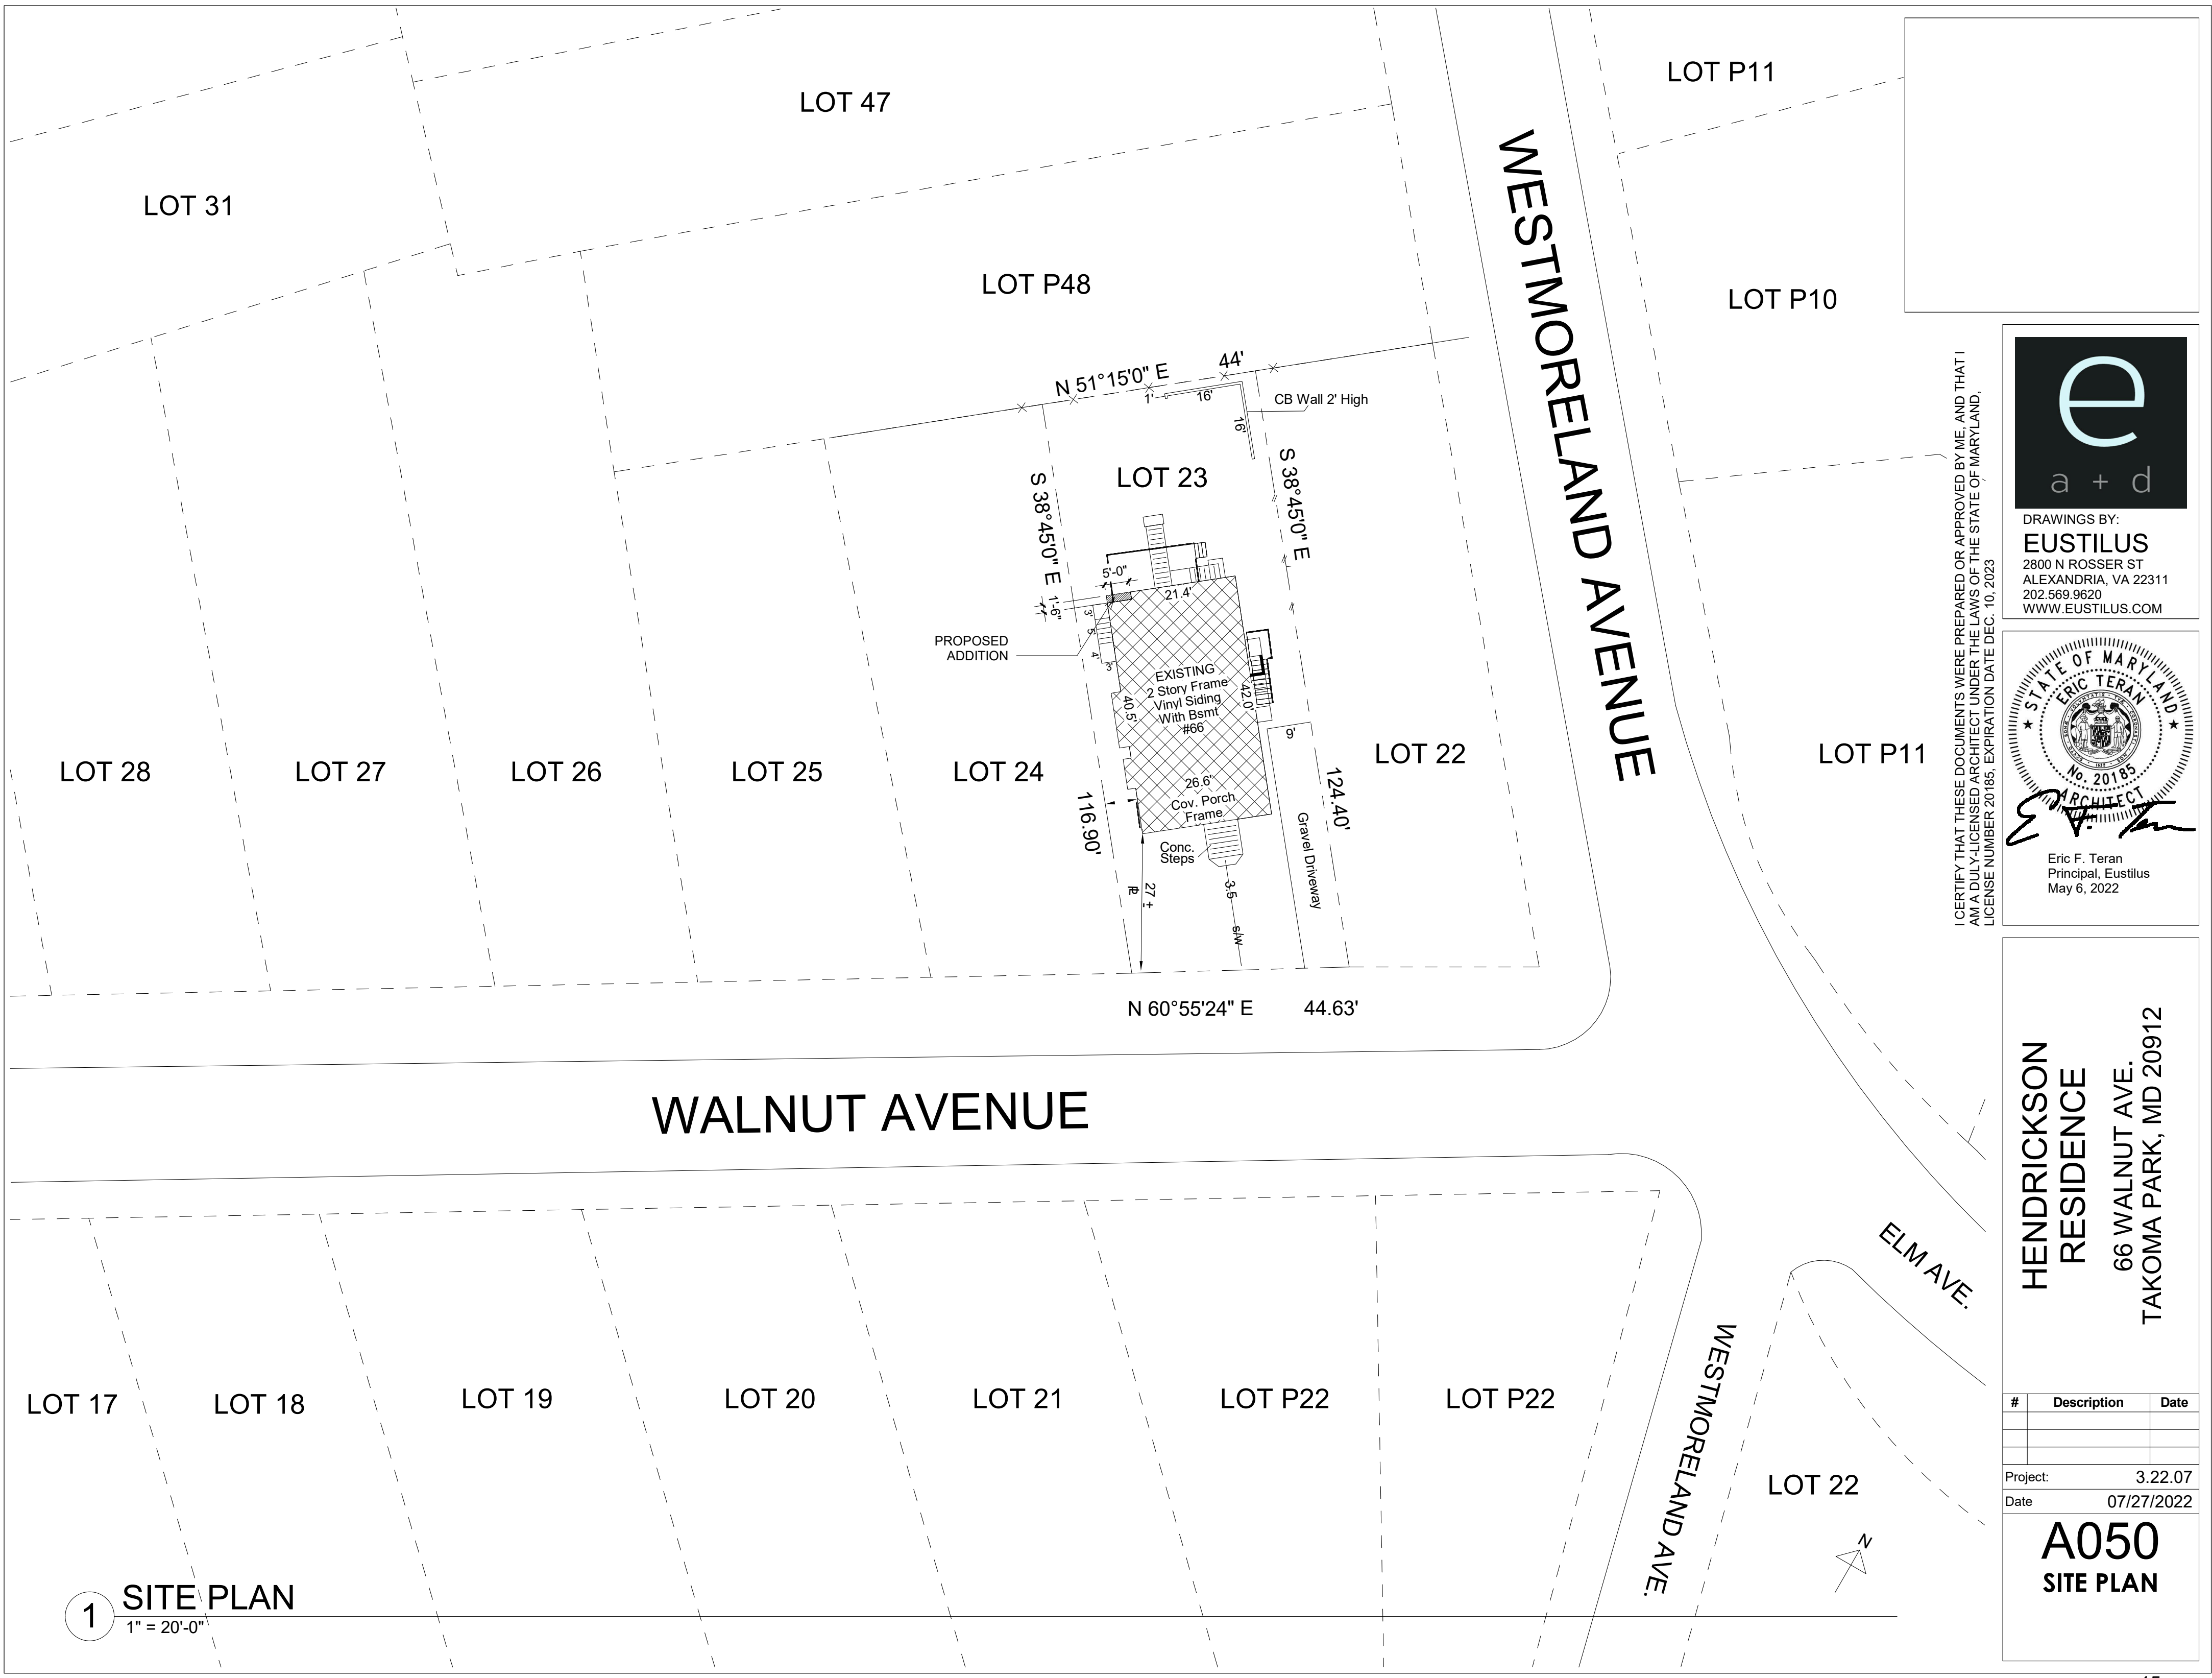 LOT P11
LOT 47
LOT 31
WESTMORELAND AVENUE
LOT P48
LOT P10
N 51°15'0" E
44'
1'
16'
CB Wall 2' High
16'
LOT 23
S 38°45'0" E
S 38°45'0" E
5'-0"
21.4'
1'-6"
3'
5'
4'
3'
PROPOSED
ADDITION
EXISTING
2 Story Frame
Vinyl Siding
With Bsmt
#66
40.5'
42.0'
9'
LOT 28
LOT 27
LOT 26
LOT 25
LOT 24
LOT 22
LOT P11
26.6'
Cov. Porch
Frame
116.90'
124.40'
Gravel Driveway
Conc.
Steps
27 ±
PL
3.5
s/w
N 60°55'24" E
44.63'
WALNUT AVENUE
ELM AVE.
WESTMORELAND AVE.
LOT 17
LOT 18
LOT 19
LOT 20
LOT 21
LOT P22
LOT P22
LOT 22
N
1
SITE PLAN
1" = 20'-0"
I CERTIFY THAT THESE DOCUMENTS WERE PREPARED OR APPROVED BY ME, AND THAT I
AM A DULY-LICENSED ARCHITECT UNDER THE LAWS OF THE STATE OF MARYLAND,
LICENSE NUMBER 20185, EXPIRATION DATE DEC. 10, 2023
e
a + d
DRAWINGS BY:
EUSTILUS
2800 N ROSSER ST
ALEXANDRIA, VA 22311
202.569.9620
WWW.EUSTILUS.COM
STATE OF MARYLAND
ERIC TERAN
No. 20185
ARCHITECT
Eric F. Teran
Principal, Eustilus
May 6, 2022
HENDRICKSON
RESIDENCE
66 WALNUT AVE.
TAKOMA PARK, MD 20912
# Description Date
Project: 3.22.07
Date 07/27/2022
A050
SITE PLAN